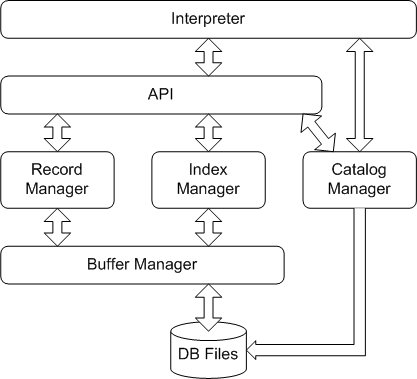 Interpreter
API
Record
Manager
Index
Manager
Catalog
Manager
Buffer Manager
DB Files